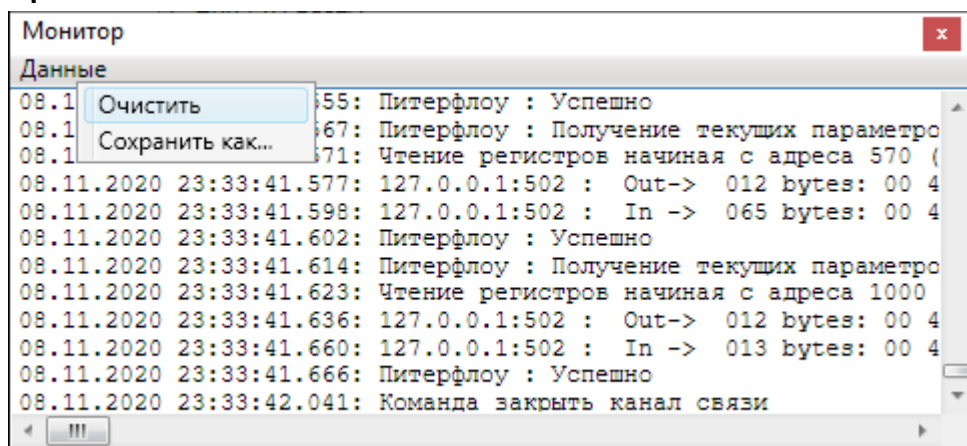 Монитор
x
Данные
Очистить
Сохранить как...
08.1 555: Питерфлоу : Успешно
08.1 567: Питерфлоу : Получение текущих параметро
08.1 571: Чтение регистров начиная с адреса 570 (
08.11.2020 23:33:41.577: 127.0.0.1:502 : Out-> 012 bytes: 00 4
08.11.2020 23:33:41.598: 127.0.0.1:502 : In -> 065 bytes: 00 4
08.11.2020 23:33:41.602: Питерфлоу : Успешно
08.11.2020 23:33:41.614: Питерфлоу : Получение текущих параметро
08.11.2020 23:33:41.623: Чтение регистров начиная с адреса 1000
08.11.2020 23:33:41.636: 127.0.0.1:502 : Out-> 012 bytes: 00 4
08.11.2020 23:33:41.660: 127.0.0.1:502 : In -> 013 bytes: 00 4
08.11.2020 23:33:41.666: Питерфлоу : Успешно
08.11.2020 23:33:42.041: Команда закрыть канал связи